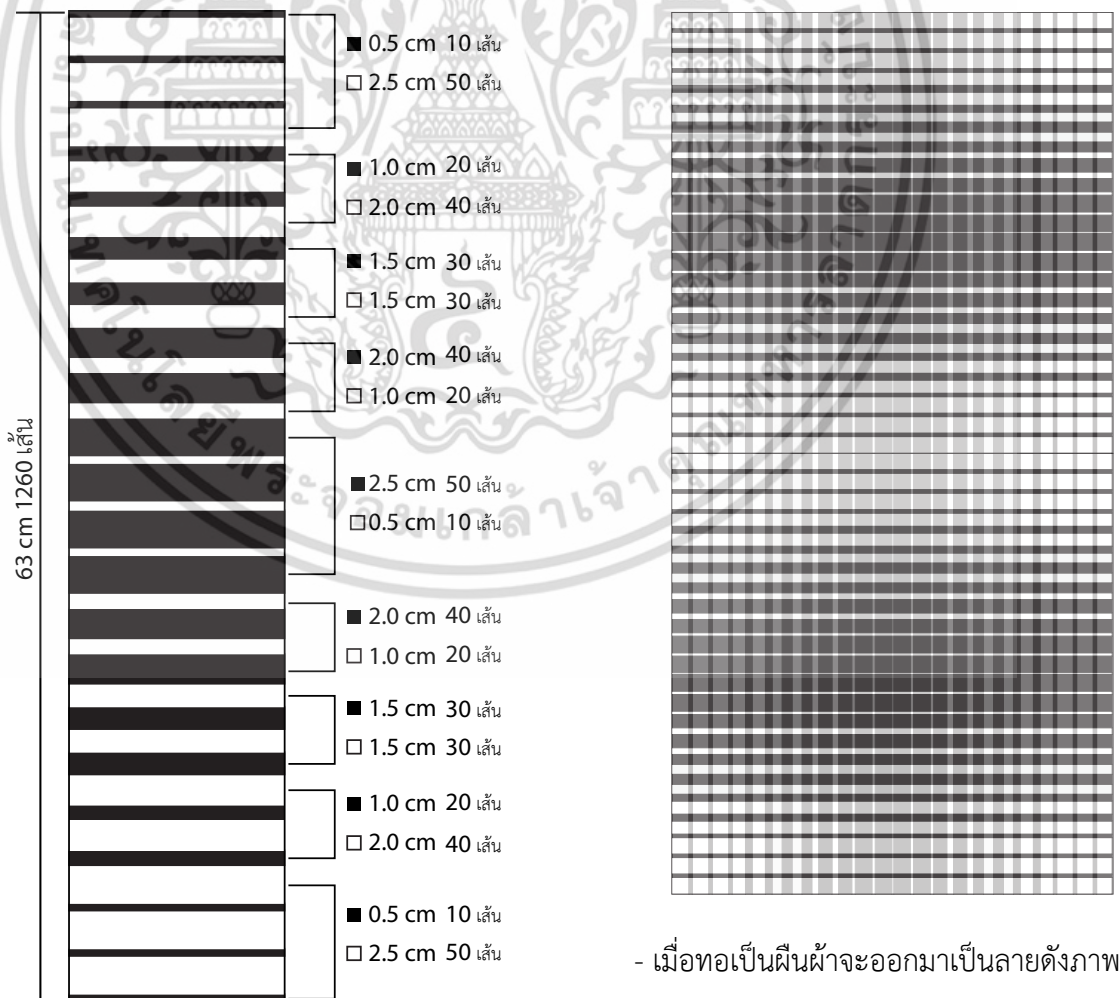 63 cm 1260 เส้น
■ 0.5 cm 10 เส้น
□ 2.5 cm 50 เส้น
■ 1.0 cm 20 เส้น
□ 2.0 cm 40 เส้น
■ 1.5 cm 30 เส้น
□ 1.5 cm 30 เส้น
■ 2.0 cm 40 เส้น
□ 1.0 cm 20 เส้น
■ 2.5 cm 50 เส้น
□ 0.5 cm 10 เส้น
■ 2.0 cm 40 เส้น
□ 1.0 cm 20 เส้น
■ 1.5 cm 30 เส้น
□ 1.5 cm 30 เส้น
■ 1.0 cm 20 เส้น
□ 2.0 cm 40 เส้น
■ 0.5 cm 10 เส้น
□ 2.5 cm 50 เส้น
- เมื่อทอเป็นผืนผ้าจะออกมาเป็นลายดังภาพ